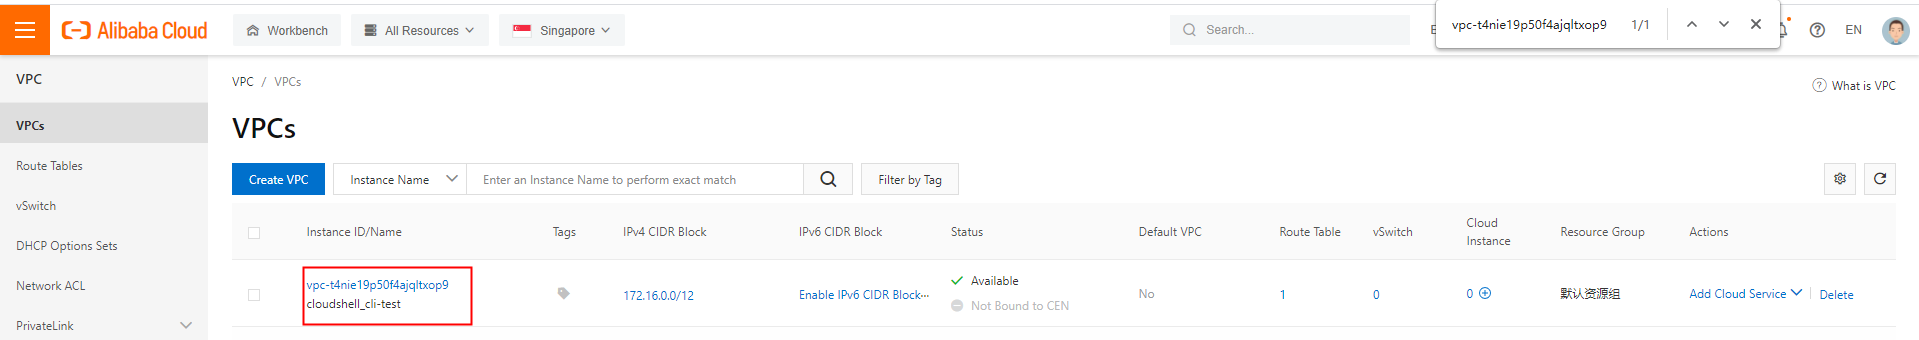 Alibaba Cloud
Workbench
All Resources
Singapore
Search...
vpc-t4nie19p50f4ajqltxop9 1/1
EN
VPC
VPCs
Route Tables
vSwitch
DHCP Options Sets
Network ACL
PrivateLink
VPC / VPCs
What is VPC
VPCs
Create VPC
Instance Name
Enter an Instance Name to perform exact match
Filter by Tag
Instance ID/Name Tags IPv4 CIDR Block IPv6 CIDR Block Status Default VPC Route Table vSwitch Cloud Instance Resource Group Actions
vpc-t4nie19p50f4ajqltxop9
cloudshell_cli-test
172.16.0.0/12
Enable IPv6 CIDR Block···
Available
Not Bound to CEN
No
1
0
0
默认资源组
Add Cloud Service
Delete